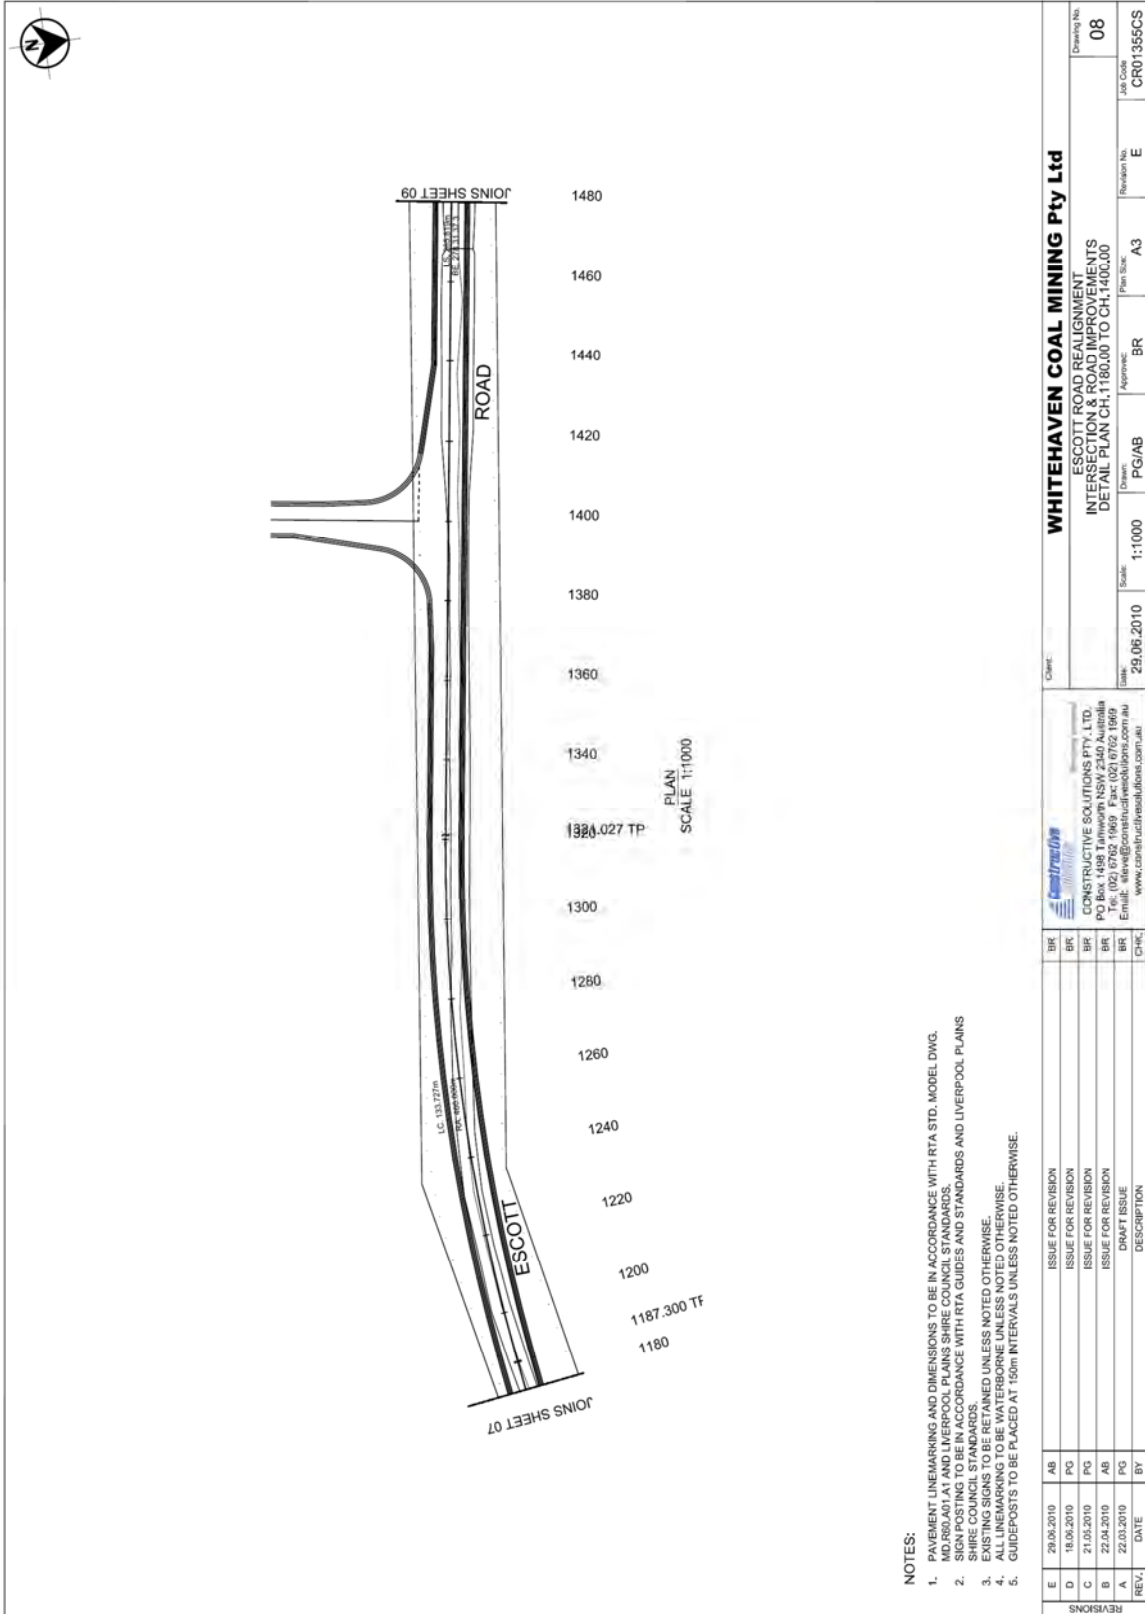 N
JOINS SHEET 07
ESCOTT
ROAD
LC. 133.727m
JOINS SHEET 09
1180
1187.300
1200
1220
1240
1260
1280
1300
1340
1360
1380
1400
1420
1440
1460
1480
PLAN
SCALE 1:1000
NOTES:
1. PAVEMENT LINEMARKING AND DIMENSIONS TO BE IN ACCORDANCE WITH RTA STD. MODEL DWG.
MD.R60.A01.A1 AND LIVERPOOL PLAINS SHIRE COUNCIL STANDARDS.
2. SIGN POSTING TO BE IN ACCORDANCE WITH RTA GUIDES AND STANDARDS AND LIVERPOOL PLAINS
SHIRE COUNCIL STANDARDS.
3. EXISTING SIGNS TO BE RETAINED UNLESS NOTED OTHERWISE.
4. ALL LINEMARKING TO BE WATERBORNE UNLESS NOTED OTHERWISE.
5. GUIDEPOSTS TO BE PLACED AT 150m INTERVALS UNLESS NOTED OTHERWISE.
REVISIONS
E 29.06.2010 AB ISSUE FOR REVISION BR
D 18.06.2010 PG ISSUE FOR REVISION BR
C 21.05.2010 PG ISSUE FOR REVISION BR
B 22.04.2010 AB ISSUE FOR REVISION BR
A 22.03.2010 PG DRAFT ISSUE BR
REV. DATE BY DESCRIPTION CHK.
Constructive
CONSTRUCTIVE SOLUTIONS PTY. LTD.
PO Box 1498 Tamworth NSW 2340 Australia
Tel: (02) 6762 1969 Fax: (02) 6762 1969
Email: steve@constructivesolutions.com.au
www.constructivesolutions.com.au
Client:
WHITEHAVEN COAL MINING Pty Ltd
ESCOTT ROAD REALIGNMENT
INTERSECTION & ROAD IMPROVEMENTS
DETAIL PLAN CH.1180.00 TO CH.1400.00
Drawing No.
08
Date: 29.06.2010
Scale: 1:1000
Drawn: PG/AB
Approved: BR
Plan Size: A3
Revision No. E
Job Code CR01355CS